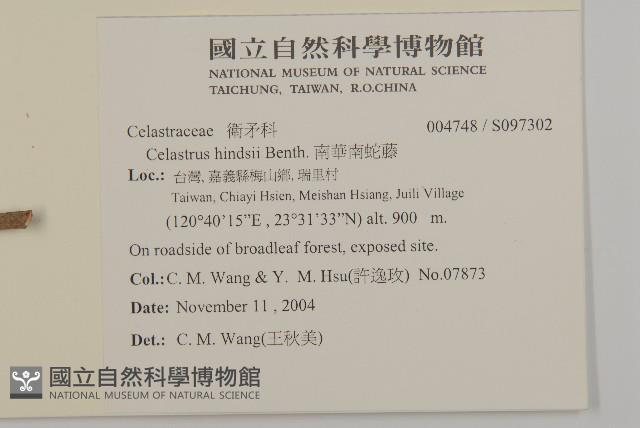 國立自然科學博物館
NATIONAL MUSEUM OF NATURAL SCIENCE
TAICHUNG, TAIWAN, R.O.CHINA
Celastraceae 衛矛科 004748 / S097302
Celastrus hindsii Benth. 南華南蛇藤
Loc.: 台灣, 嘉義縣梅山鄉, 瑞里村
Taiwan, Chiayi Hsien, Meishan Hsiang, Juili Village
(120°40'15"E , 23°31'33"N) alt. 900 m.
On roadside of broadleaf forest, exposed site.
Col.: C. M. Wang & Y. M. Hsu(許逸玫) No.07873
Date: November 11 , 2004
Det.: C. M. Wang(王秋美)
國立自然科學博物館
NATIONAL MUSEUM OF NATURAL SCIENCE